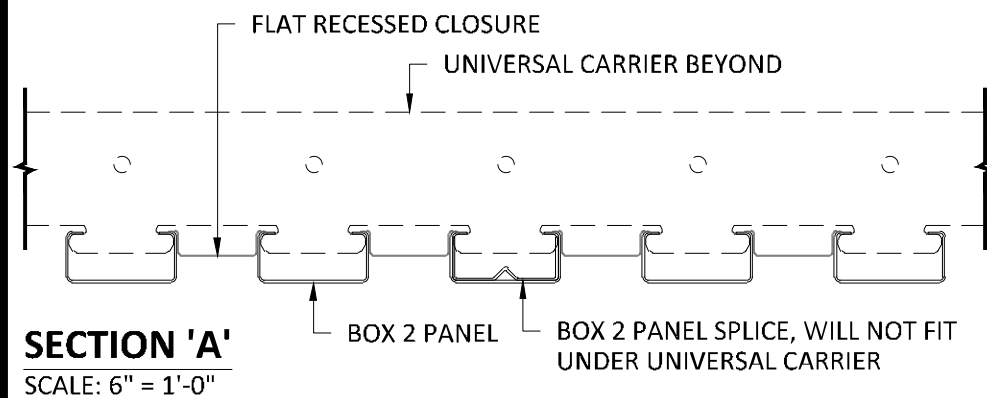 FLAT RECESSED CLOSURE
UNIVERSAL CARRIER BEYOND
BOX 2 PANEL
BOX 2 PANEL SPLICE, WILL NOT FIT
UNDER UNIVERSAL CARRIER
SECTION 'A'
SCALE: 6" = 1'-0"